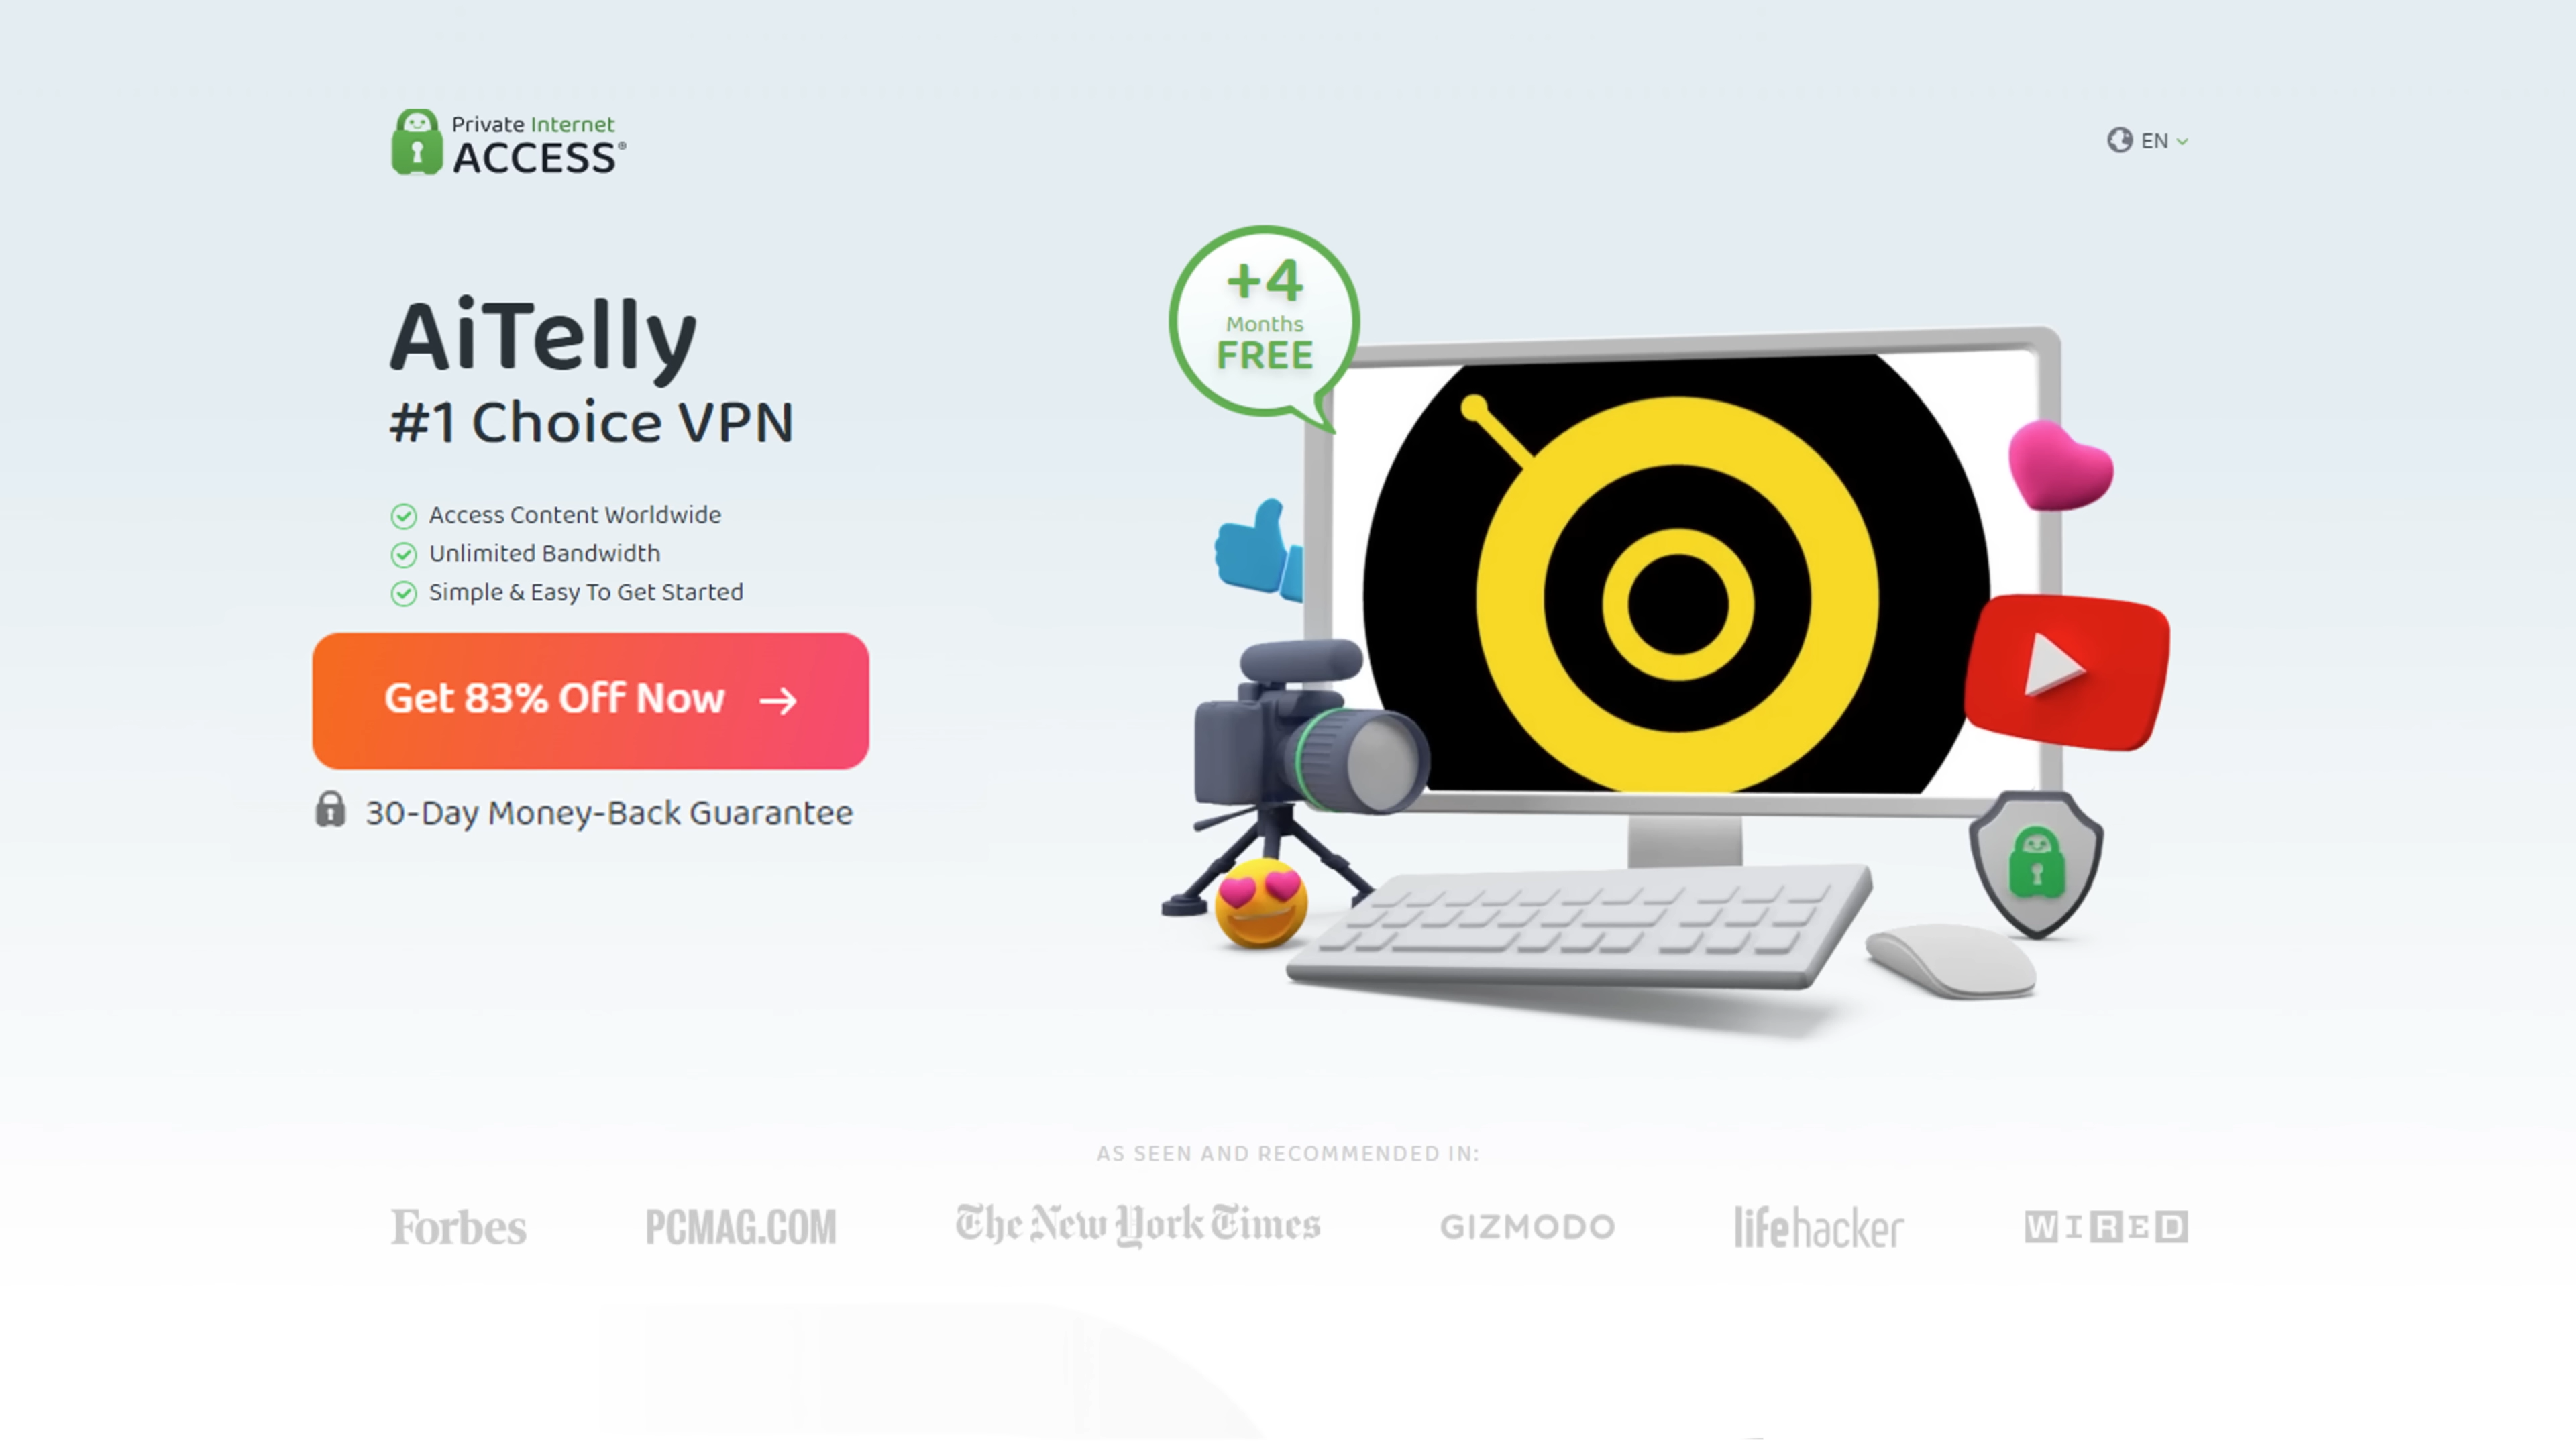 Private Internet
ACCESS®
EN
+4
Months
FREE
AiTelly
#1 Choice VPN
Access Content Worldwide
Unlimited Bandwidth
Simple & Easy To Get Started
Get 83% Off Now
30-Day Money-Back Guarantee
AS SEEN AND RECOMMENDED IN:
Forbes
PCMAG.COM
The New York Times
GIZMODO
lifehacker
WIRED